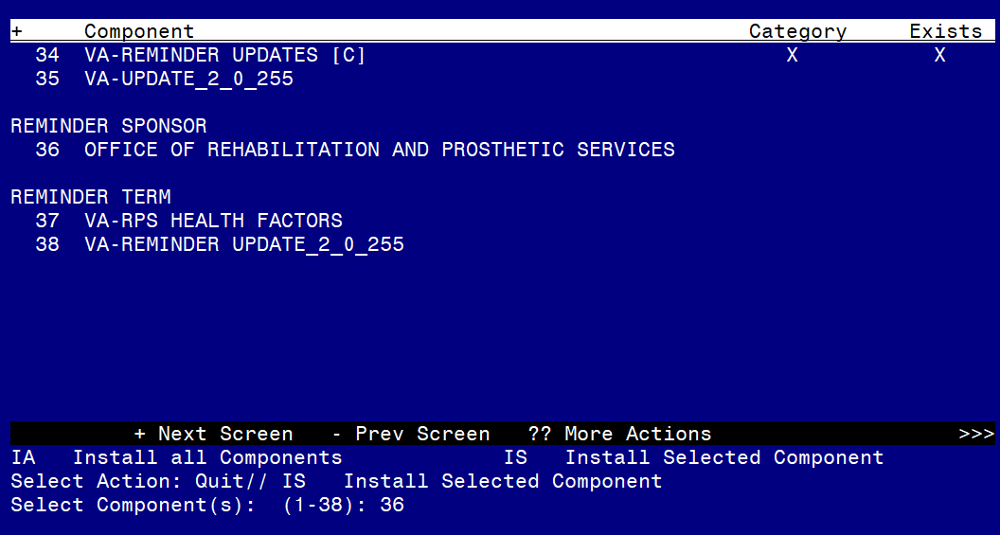 + Component Category Exists
34 VA-REMINDER UPDATES [C] X X
35 VA-UPDATE_2_0_255
REMINDER SPONSOR
36 OFFICE OF REHABILITATION AND PROSTHETIC SERVICES
REMINDER TERM
37 VA-RPS HEALTH FACTORS
38 VA-REMINDER UPDATE_2_0_255
+ Next Screen - Prev Screen ?? More Actions >>>
IA Install all Components IS Install Selected Component
Select Action: Quit// IS Install Selected Component
Select Component(s): (1-38): 36